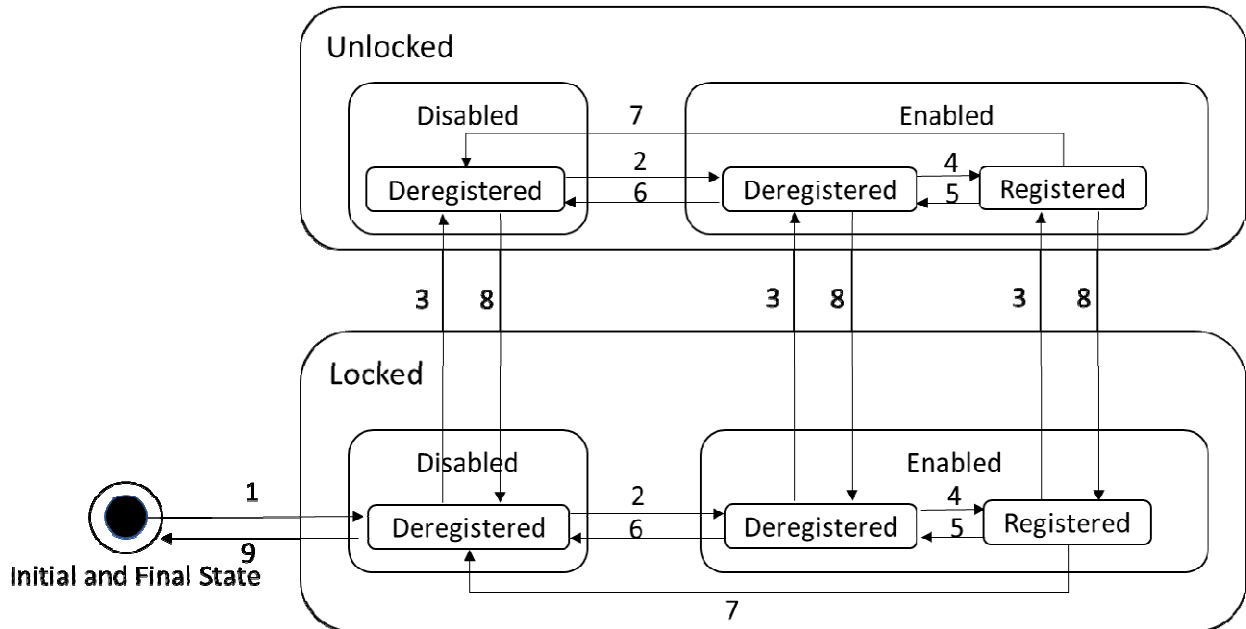 Unlocked
Disabled 7 Enabled
2 4
Deregistered Deregistered Registered
6 5
3 8 3 8 3 8
Locked
Disabled Enabled
1 2 4
Deregistered Deregistered Registered
6 5
9
Initial and Final State
7